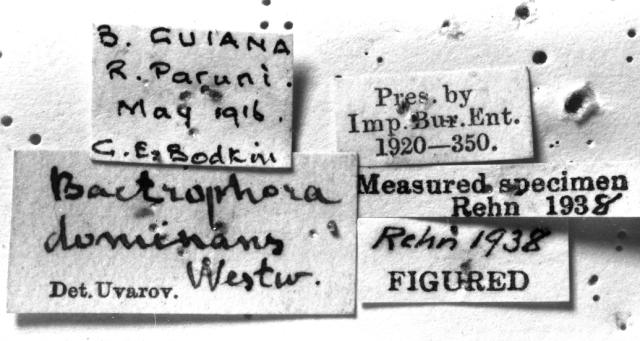 B. GUIANA
R. Paruni.
May 1916.
G. E. Bodkin
Pres. by
Imp. Bur. Ent.
1920—350.
Bactrophora
dominans
Westw.
Det. Uvarov.
Measured specimen
Rehn 1938
Rehn 1938
FIGURED